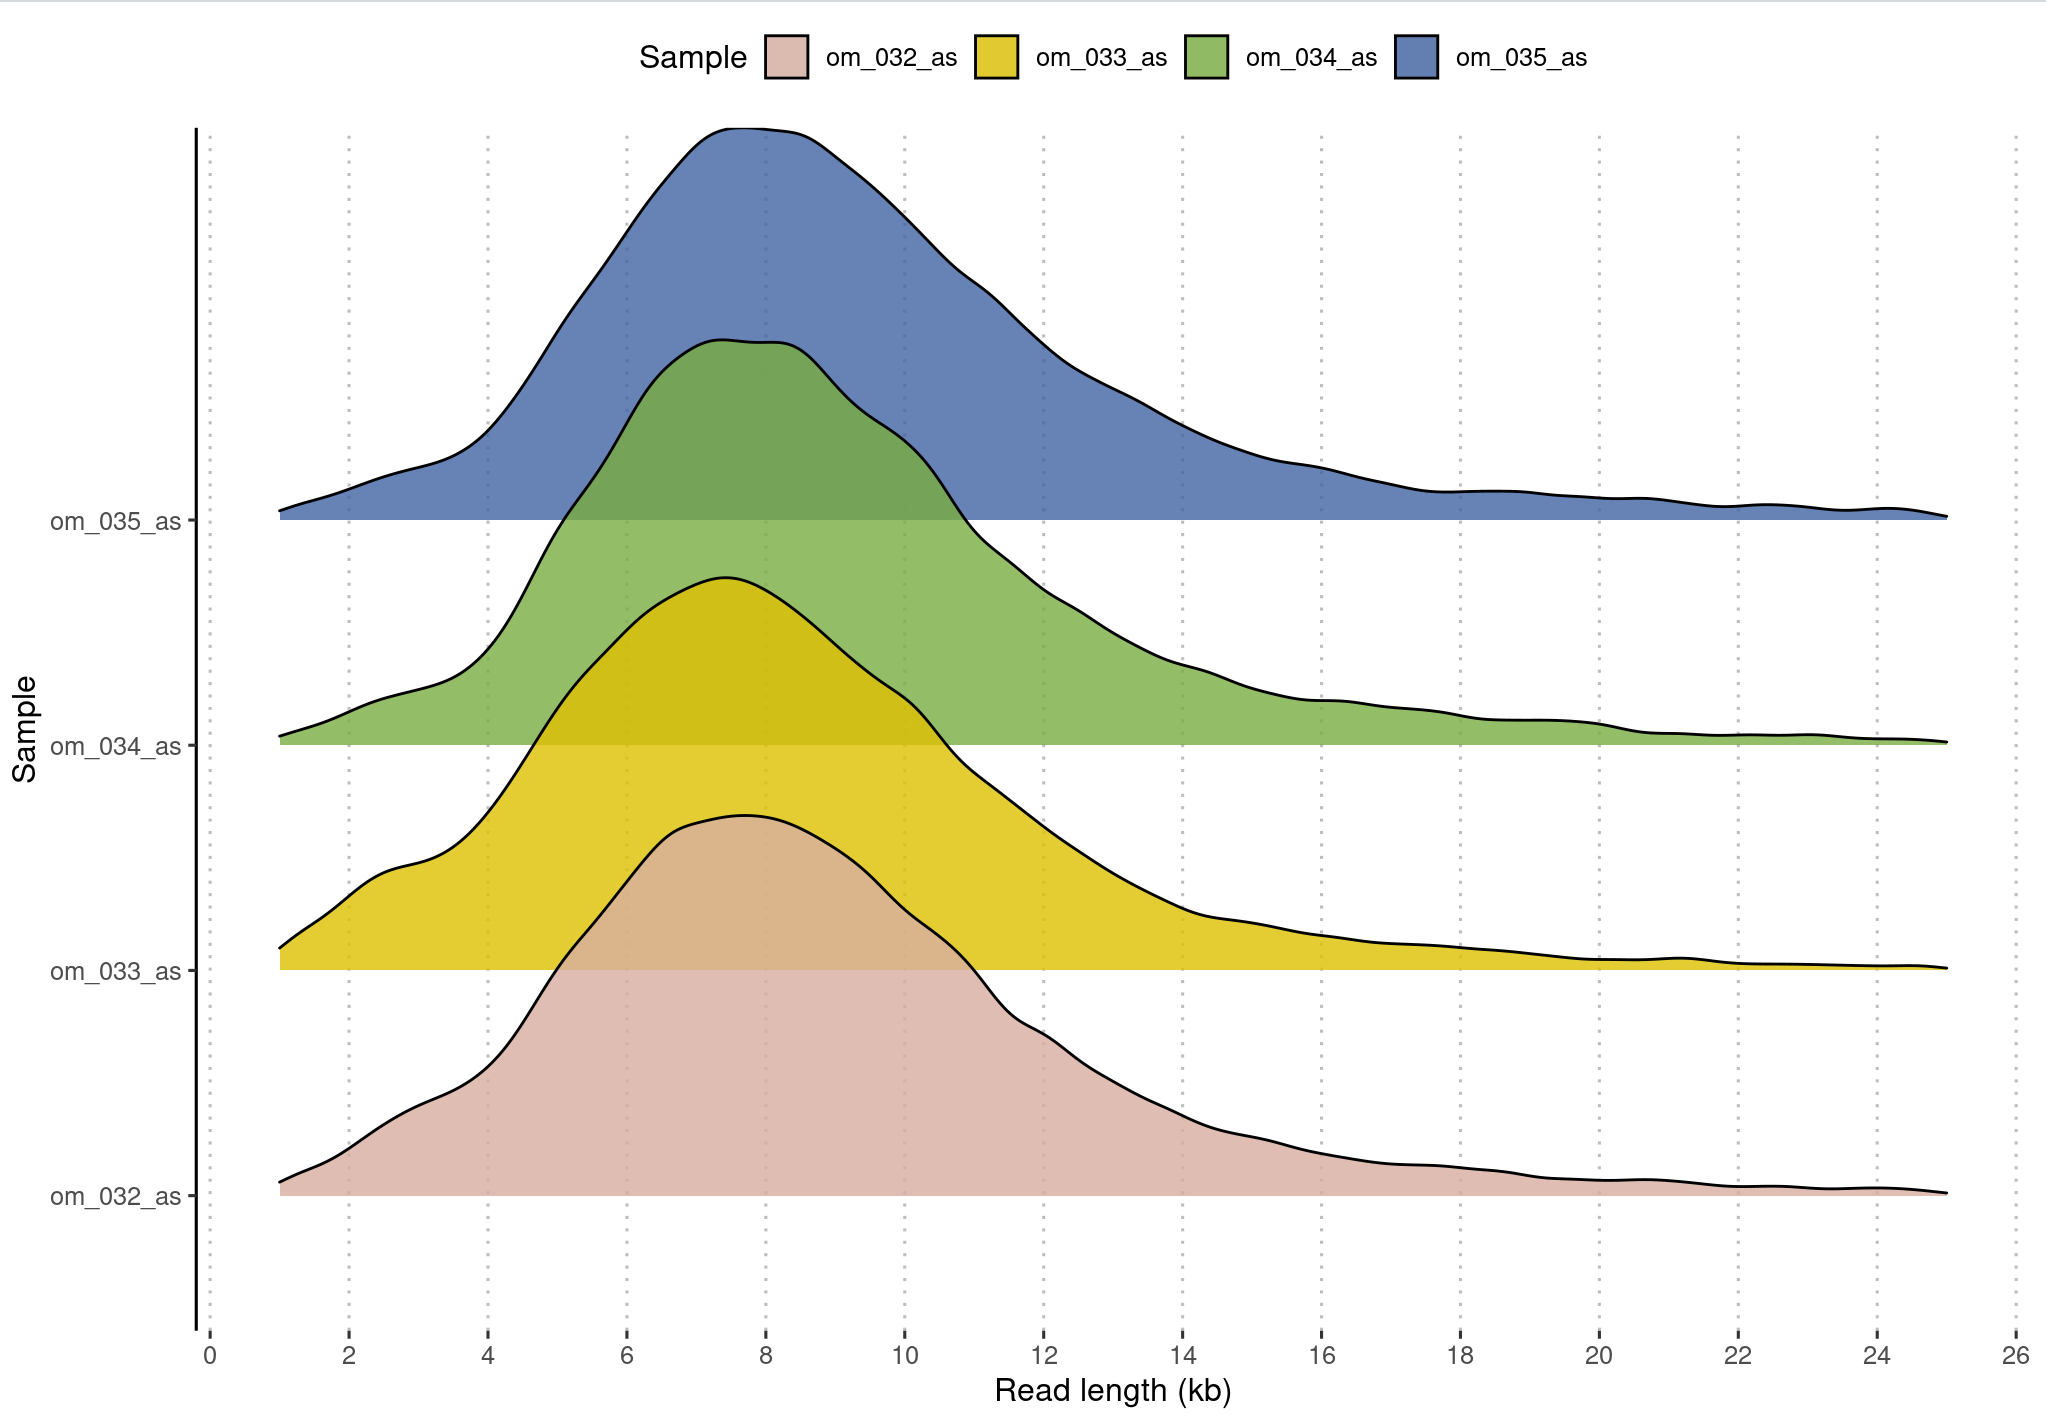 Sample om_032_as om_033_as om_034_as om_035_as
om_035_as
om_034_as
om_033_as
om_032_as
Sample
0 2 4 6 8 10 12 14 16 18 20 22 24 26
Read length (kb)